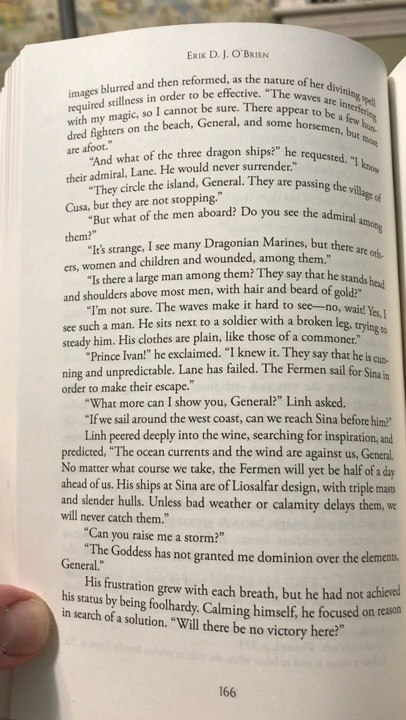 ERIK D. J. O'BRIEN
images blurred and then reformed, as the nature of her divining spell
required stillness in order to be effective. “The waves are interfering
with my magic, so I cannot be sure. There appear to be a few hun-
dred fighters on the beach, General, and some horsemen, but most
are afoot.”
“And what of the three dragon ships?” he requested. “I know
their admiral, Lane. He would never surrender.”
“They circle the island, General. They are passing the village of
Cusa, but they are not stopping.”
“But what of the men aboard? Do you see the admiral among
them?”
“It’s strange, I see many Dragonian Marines, but there are oth-
ers, women and children and wounded, among them.”
“Is there a large man among them? They say that he stands head
and shoulders above most men, with hair and beard of gold?”
“I’m not sure. The waves make it hard to see—no, wait! Yes, I
see such a man. He sits next to a soldier with a broken leg, trying to
steady him. His clothes are plain, like those of a commoner.”
“Prince Ivan!” he exclaimed. “I knew it. They say that he is cun-
ning and unpredictable. Lane has failed. The Fermen sail for Sina in
order to make their escape.”
“What more can I show you, General?” Linh asked.
“If we sail around the west coast, can we reach Sina before him?”
Linh peered deeply into the wine, searching for inspiration, and
predicted, “The ocean currents and the wind are against us, General.
No matter what course we take, the Fermen will yet be half of a day
ahead of us. His ships at Sina are of Liosalfar design, with triple masts
and slender hulls. Unless bad weather or calamity delays them, we
will never catch them.”
“Can you raise me a storm?”
“The Goddess has not granted me dominion over the elements,
General.”
His frustration grew with each breath, but he had not achieved
his status by being foolhardy. Calming himself, he focused on reason
in search of a solution. “Will there be no victory here?”
166